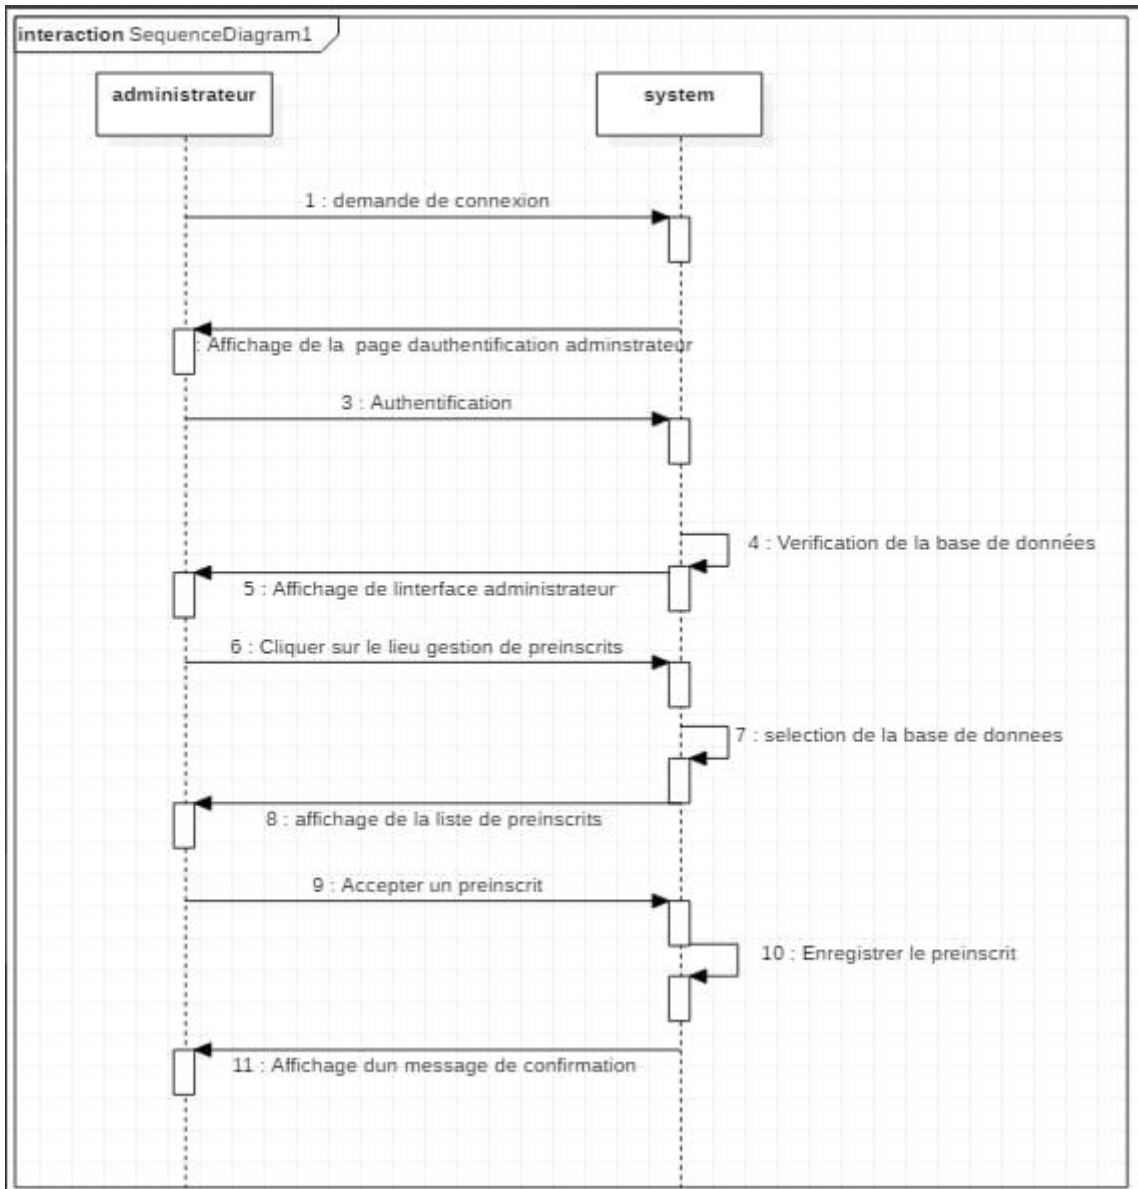 interaction SequenceDiagram1
administrateur
system
1 : demande de connexion
: Affichage de la page dauthentification adminstrateur
3 : Authentification
4 : Verification de la base de données
5 : Affichage de linterface administrateur
6 : Cliquer sur le lieu gestion de preinscrits
7 : selection de la base de donnees
8 : affichage de la liste de preinscrits
9 : Accepter un preinscrit
10 : Enregistrer le preinscrit
11 : Affichage dun message de confirmation